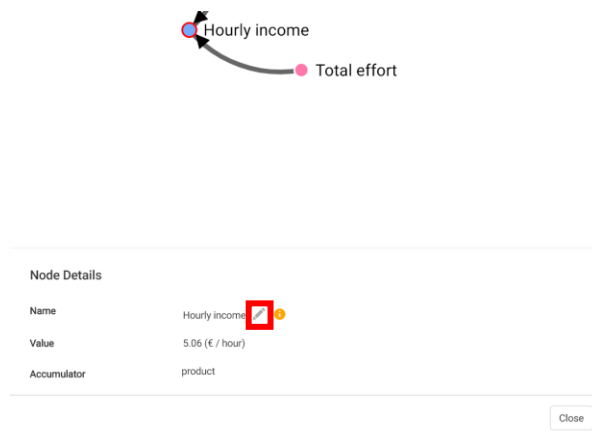 Hourly income
Total effort
Node Details
Name Hourly income
Value 5.06 (€ / hour)
Accumulator product
Close